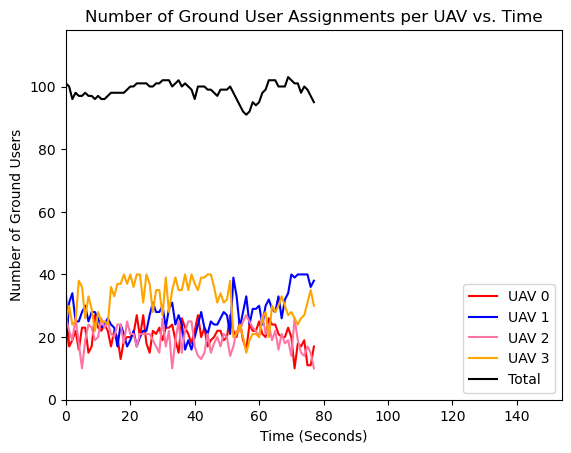 Number of Ground User Assignments per UAV vs. Time
Number of Ground Users
100
80
60
40
20
0
0 20 40 60 80 100 120 140
Time (Seconds)
UAV 0
UAV 1
UAV 2
UAV 3
Total